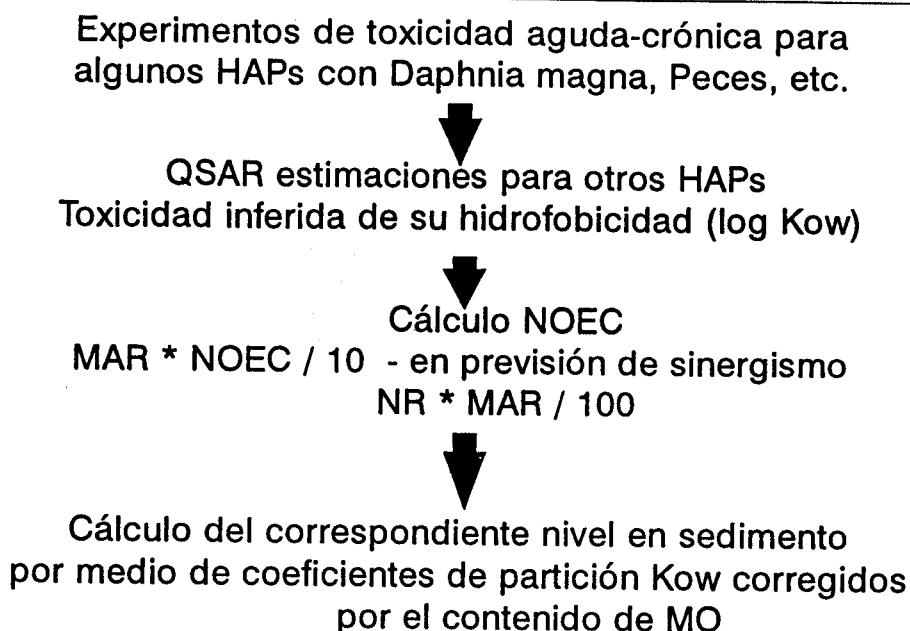 Experimentos de toxicidad aguda-crónica para
algunos HAPs con Daphnia magna, Peces, etc.
QSAR estimaciones para otros HAPs
Toxicidad inferida de su hidrofobicidad (log Kow)
Cálculo NOEC
MAR * NOEC / 10 - en previsión de sinergismo
NR * MAR / 100
Cálculo del correspondiente nivel en sedimento
por medio de coeficientes de partición Kow corregidos
por el contenido de MO